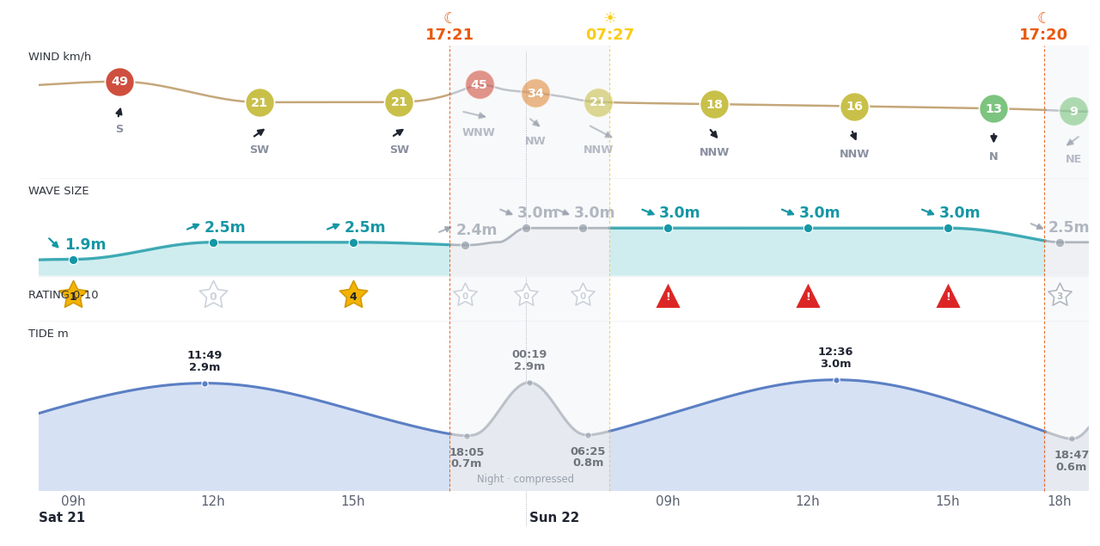 ☾ ☀ ☾
17:21 07:27 17:20
WIND km/h
49 21 21 45 34 21 18 16 13 9
S SW SW WNW NW NNW NNW NNW N NE
WAVE SIZE
1.9m 2.5m 2.5m 2.4m 3.0m 3.0m 3.0m 3.0m 3.0m 2.5m
RATING 0-10
1 0 4 0 0 0 ! ! ! 3
TIDE m
11:49 00:19 12:36
2.9m 2.9m 3.0m
18:05 06:25 18:47
0.7m 0.8m 0.6m
Night · compressed
09h 12h 15h 09h 12h 15h 18h
Sat 21 Sun 22